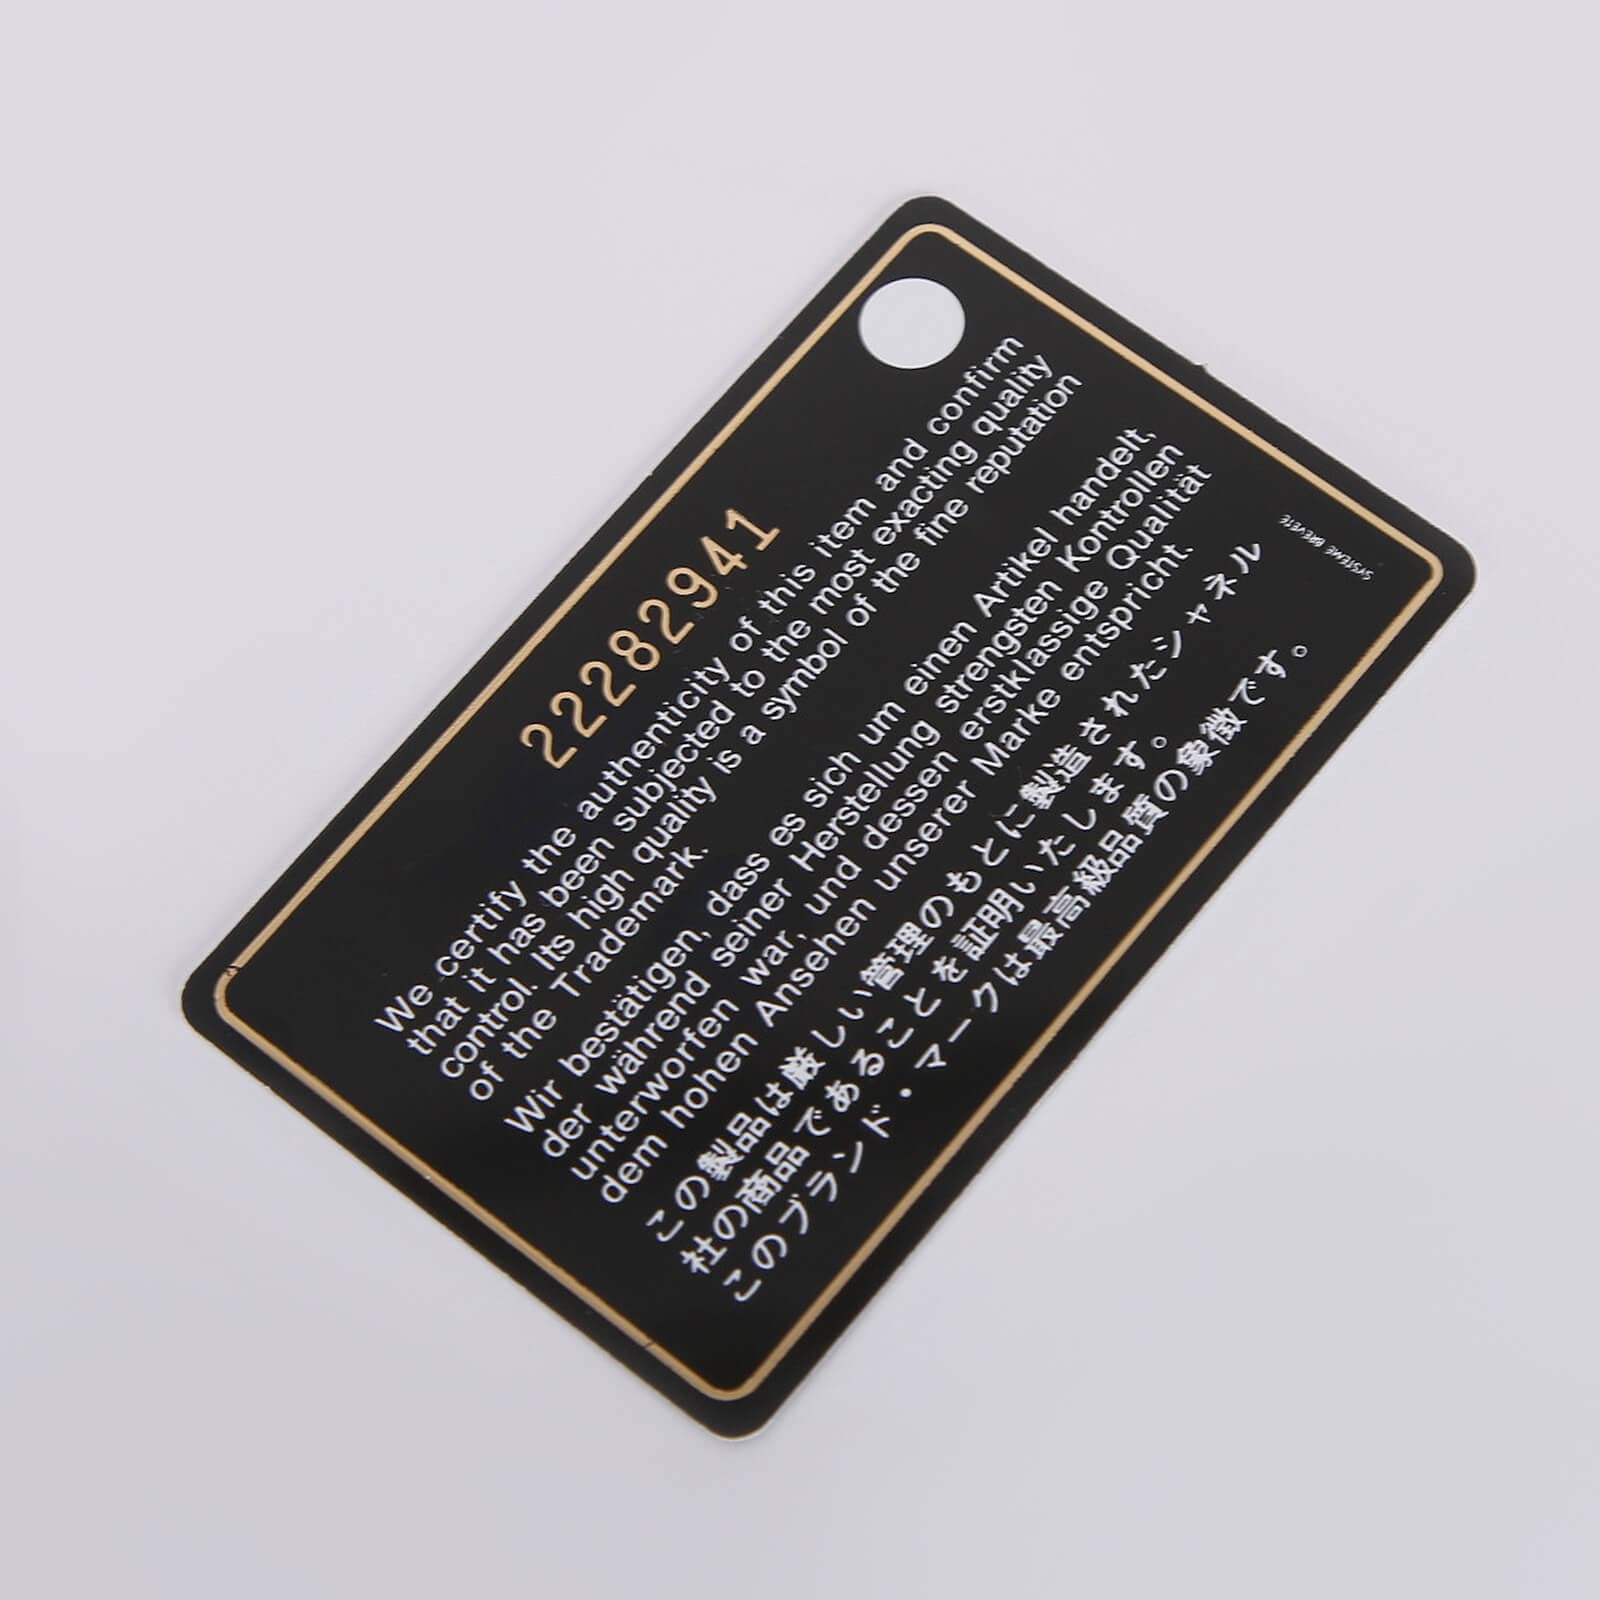 22282941
We certify the authenticity of this item and confirm
that it has been subjected to the most exacting quality
control. Its high quality is a symbol of the fine reputation
of the Trademark.
Wir bestätigen, dass es sich um einen Artikel handelt,
der während seiner Herstellung strengsten Kontrollen
unterworfen war, und dessen erstklassige Qualität
dem hohen Ansehen unserer Marke entspricht.
この製品は厳しい管理のもとに製造されたシャネル
社の商品であることを証明いたします。
このブランド・マークは最高級品質の象徴です。
SYSTEME BREVETE